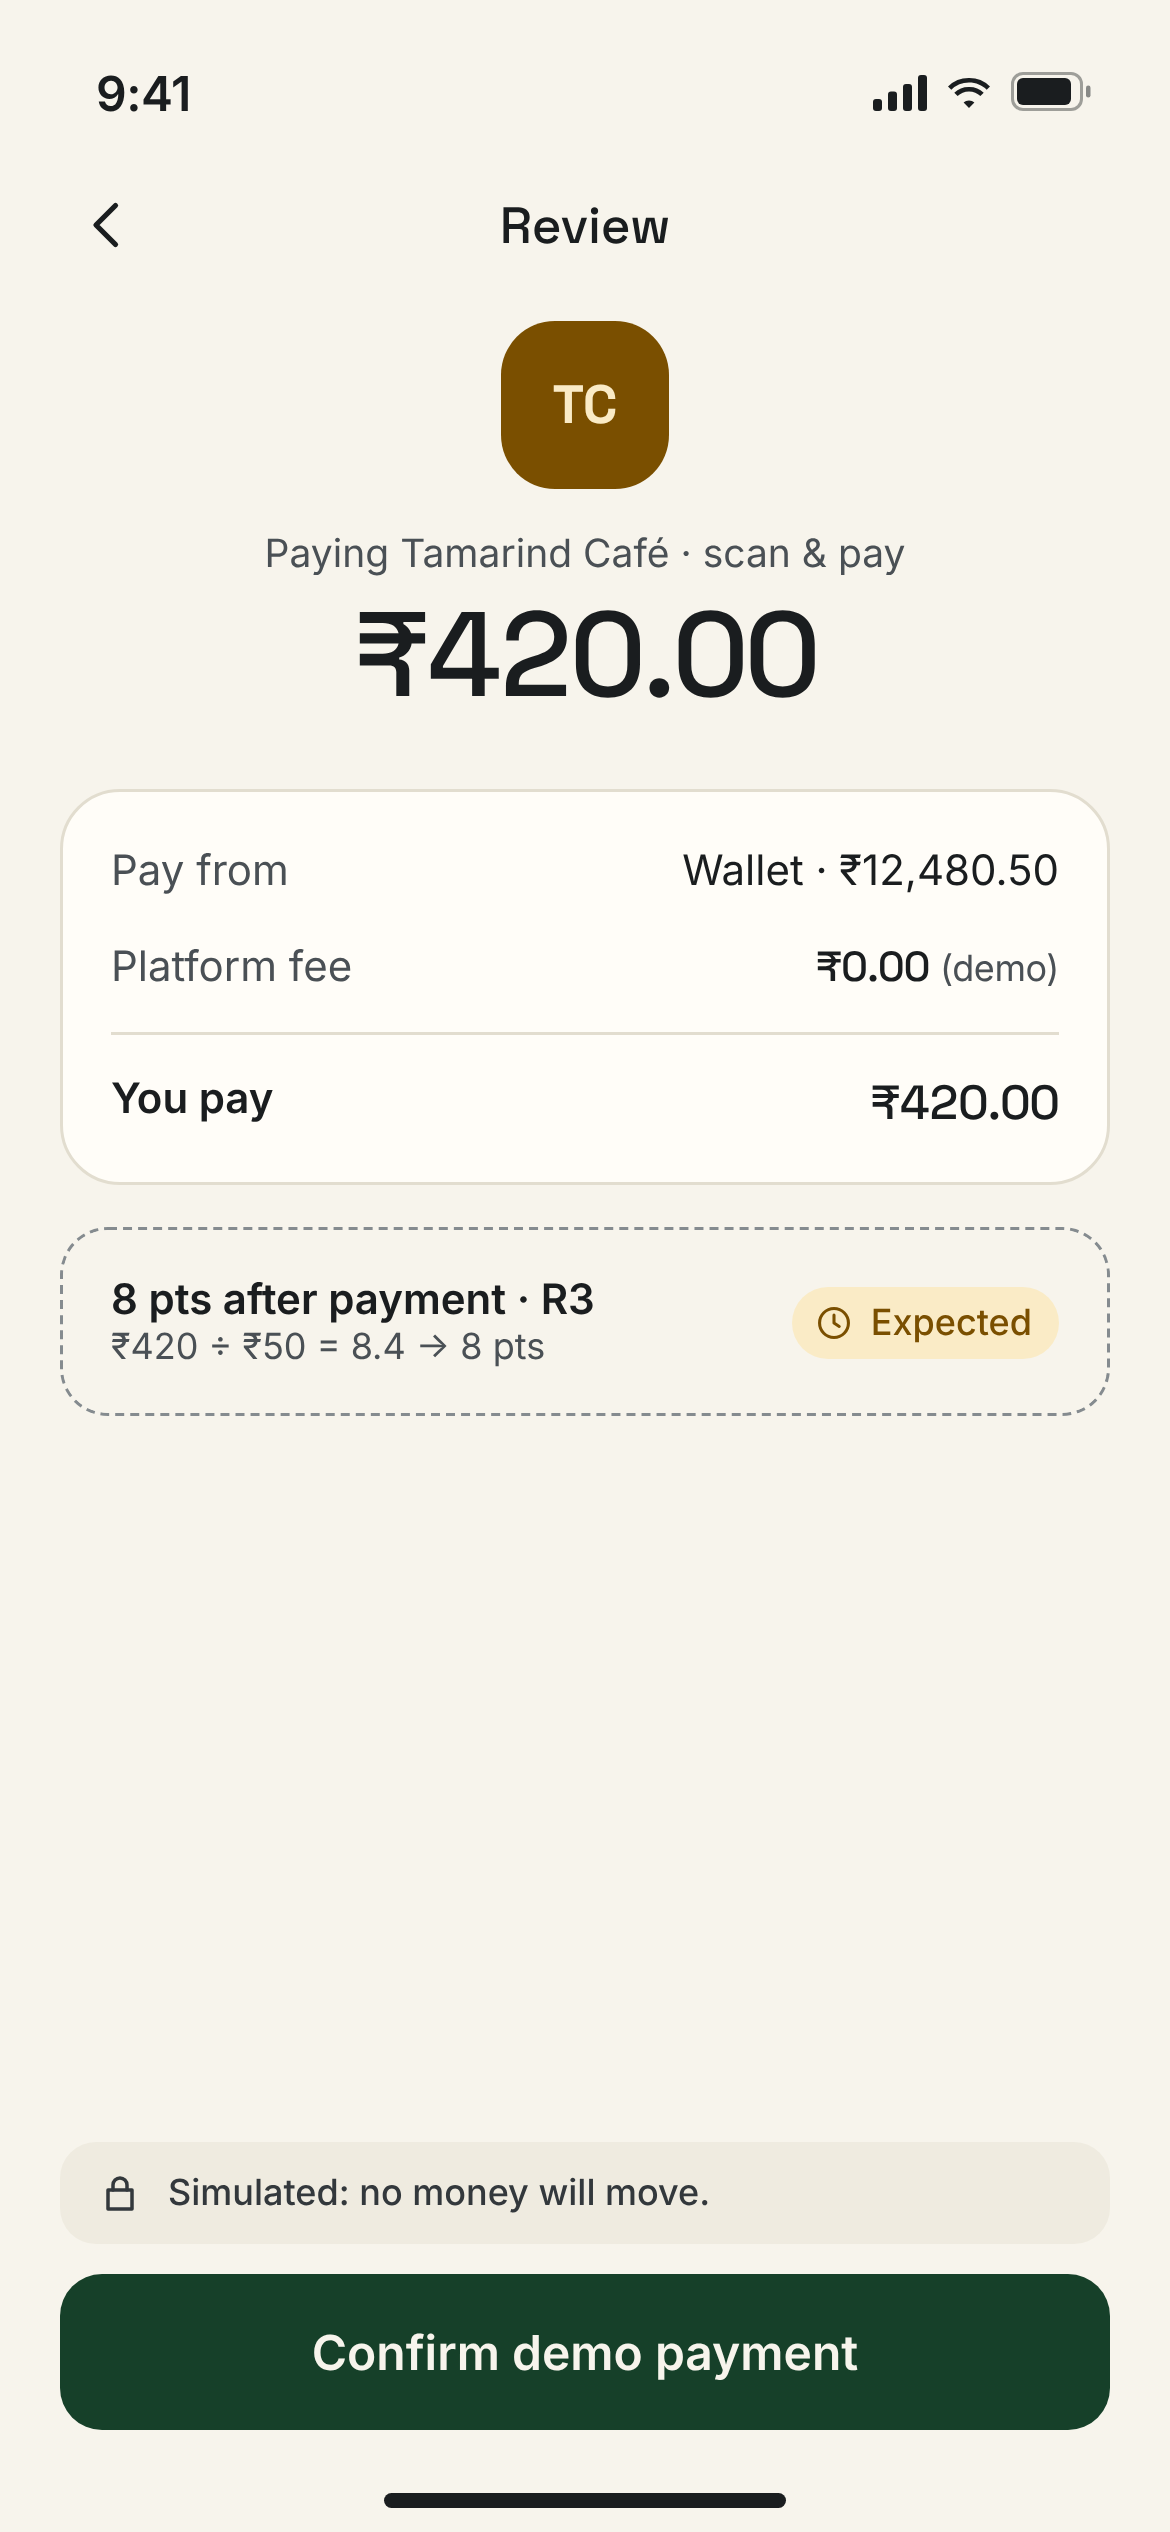 9:41
Review
TC
Paying Tamarind Café · scan & pay
₹420.00
Pay from Wallet · ₹12,480.50
Platform fee ₹0.00 (demo)
You pay ₹420.00
8 pts after payment · R3
₹420 ÷ ₹50 = 8.4 → 8 pts
Expected
Simulated: no money will move.
Confirm demo payment